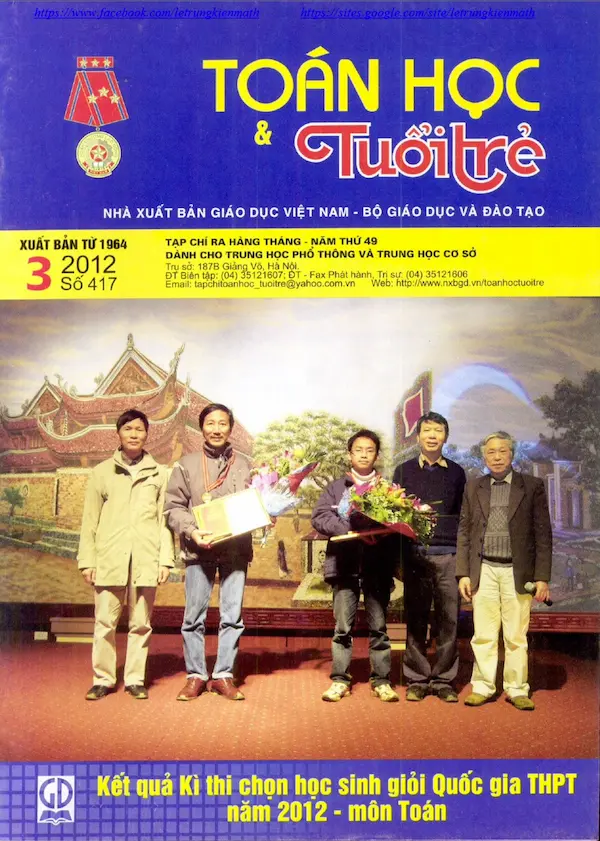 https://www.facebook.com/letrungkienmath https://sites.google.com/site/letrungkienmath
TOÁN HỌC
& Tuổi trẻ
NHÀ XUẤT BẢN GIÁO DỤC VIỆT NAM - BỘ GIÁO DỤC VÀ ĐÀO TẠO
XUẤT BẢN TỪ 1964
3 2012
Số 417
TẠP CHÍ RA HÀNG THÁNG - NĂM THỨ 49
DÀNH CHO TRUNG HỌC PHỔ THÔNG VÀ TRUNG HỌC CƠ SỞ
Trụ sở: 187B Giảng Võ, Hà Nội.
ĐT Biên tập: (04) 35121607; ĐT - Fax Phát hành, Trị sự: (04) 35121606
Email: tapchitoanhoc_tuoitre@yahoo.com.vn Web: http://www.nxbgd.vn/toanhoctuoitre
GD
Kết quả Kì thi chọn học sinh giỏi Quốc gia THPT
năm 2012 - môn Toán